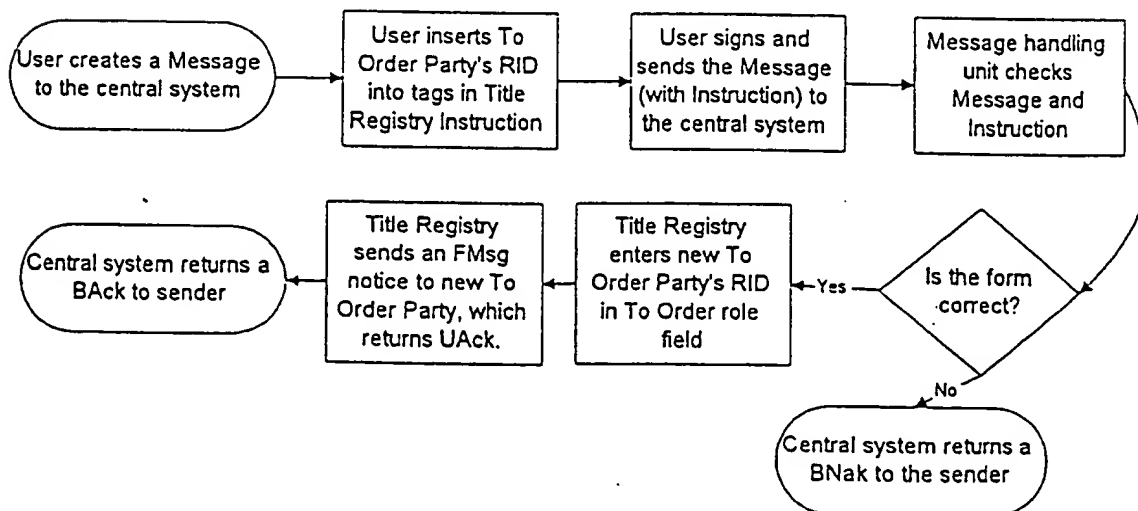 User creates a Message
to the central system
User inserts To
Order Party's RID
into tags in Title
Registry Instruction
User signs and
sends the Message
(with Instruction) to
the central system
Message handling
unit checks
Message and
Instruction
Is the form
correct?
Yes
Title Registry
enters new To
Order Party's RID
in To Order role
field
Title Registry
sends an FMsg
notice to new To
Order Party, which
returns UAck.
Central system returns a
BAck to sender
No
Central system returns a
BNak to the sender